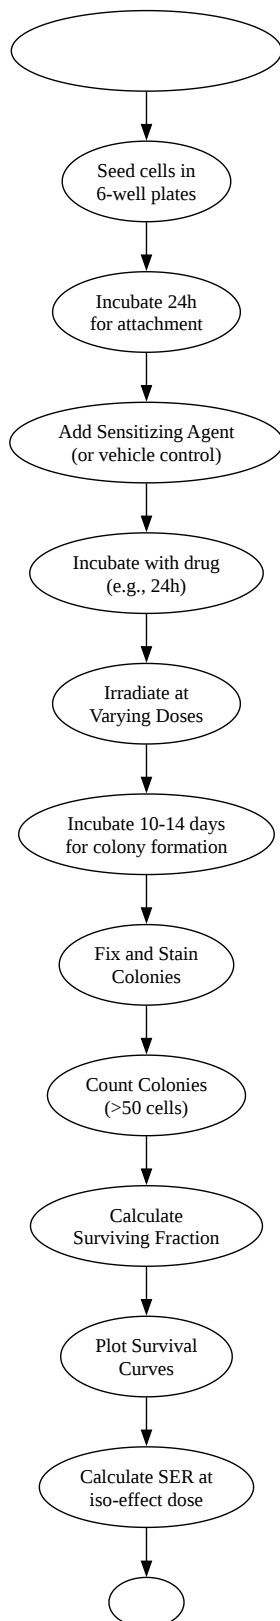 Seed cells in
6-well plates
Incubate 24h
for attachment
Add Sensitizing Agent
(or vehicle control)
Incubate with drug
(e.g., 24h)
Irradiate at
Varying Doses
Incubate 10-14 days
for colony formation
Fix and Stain
Colonies
Count Colonies
(>50 cells)
Calculate
Surviving Fraction
Plot Survival
Curves
Calculate SER at
iso-effect dose